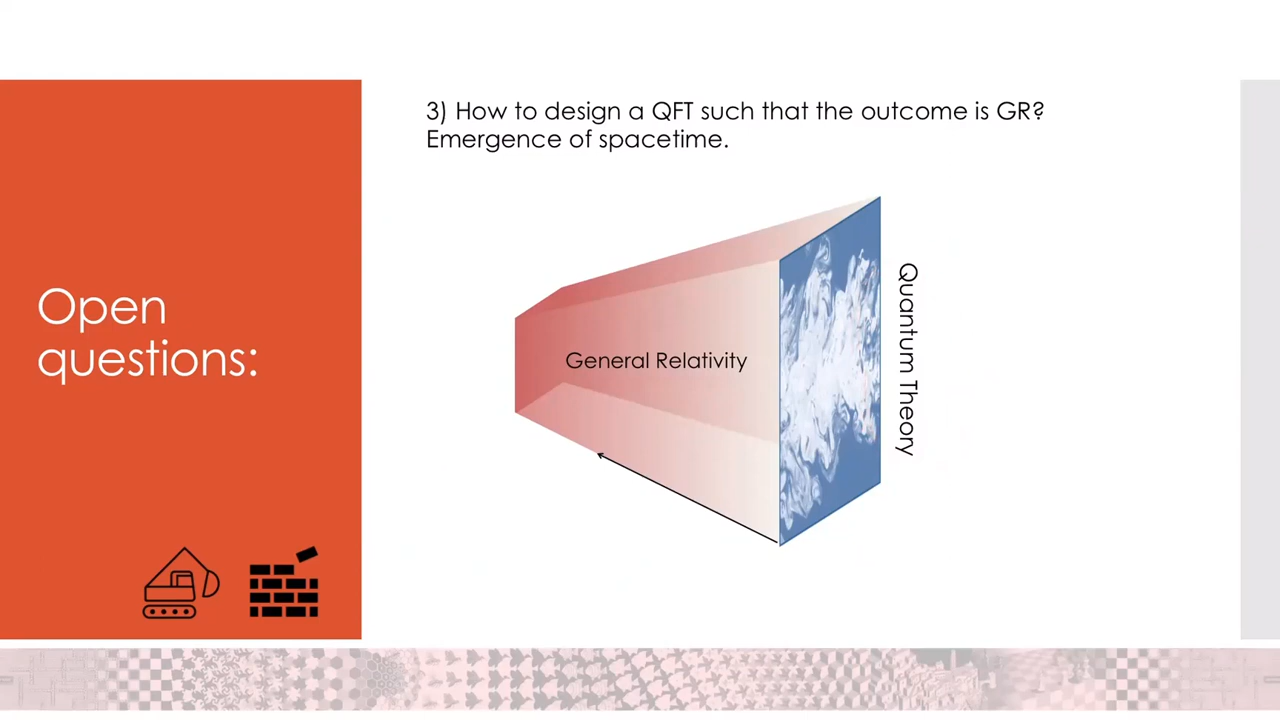 3) How to design a QFT such that the outcome is GR?
Emergence of spacetime.
Open
questions:
General Relativity
Quantum Theory